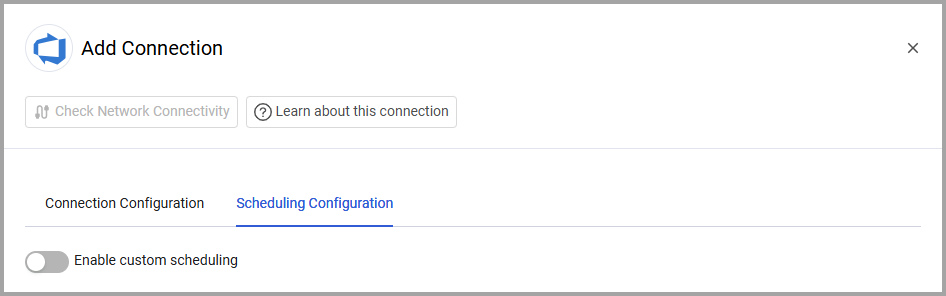 Add Connection
Check Network Connectivity
Learn about this connection
Connection Configuration
Scheduling Configuration
Enable custom scheduling